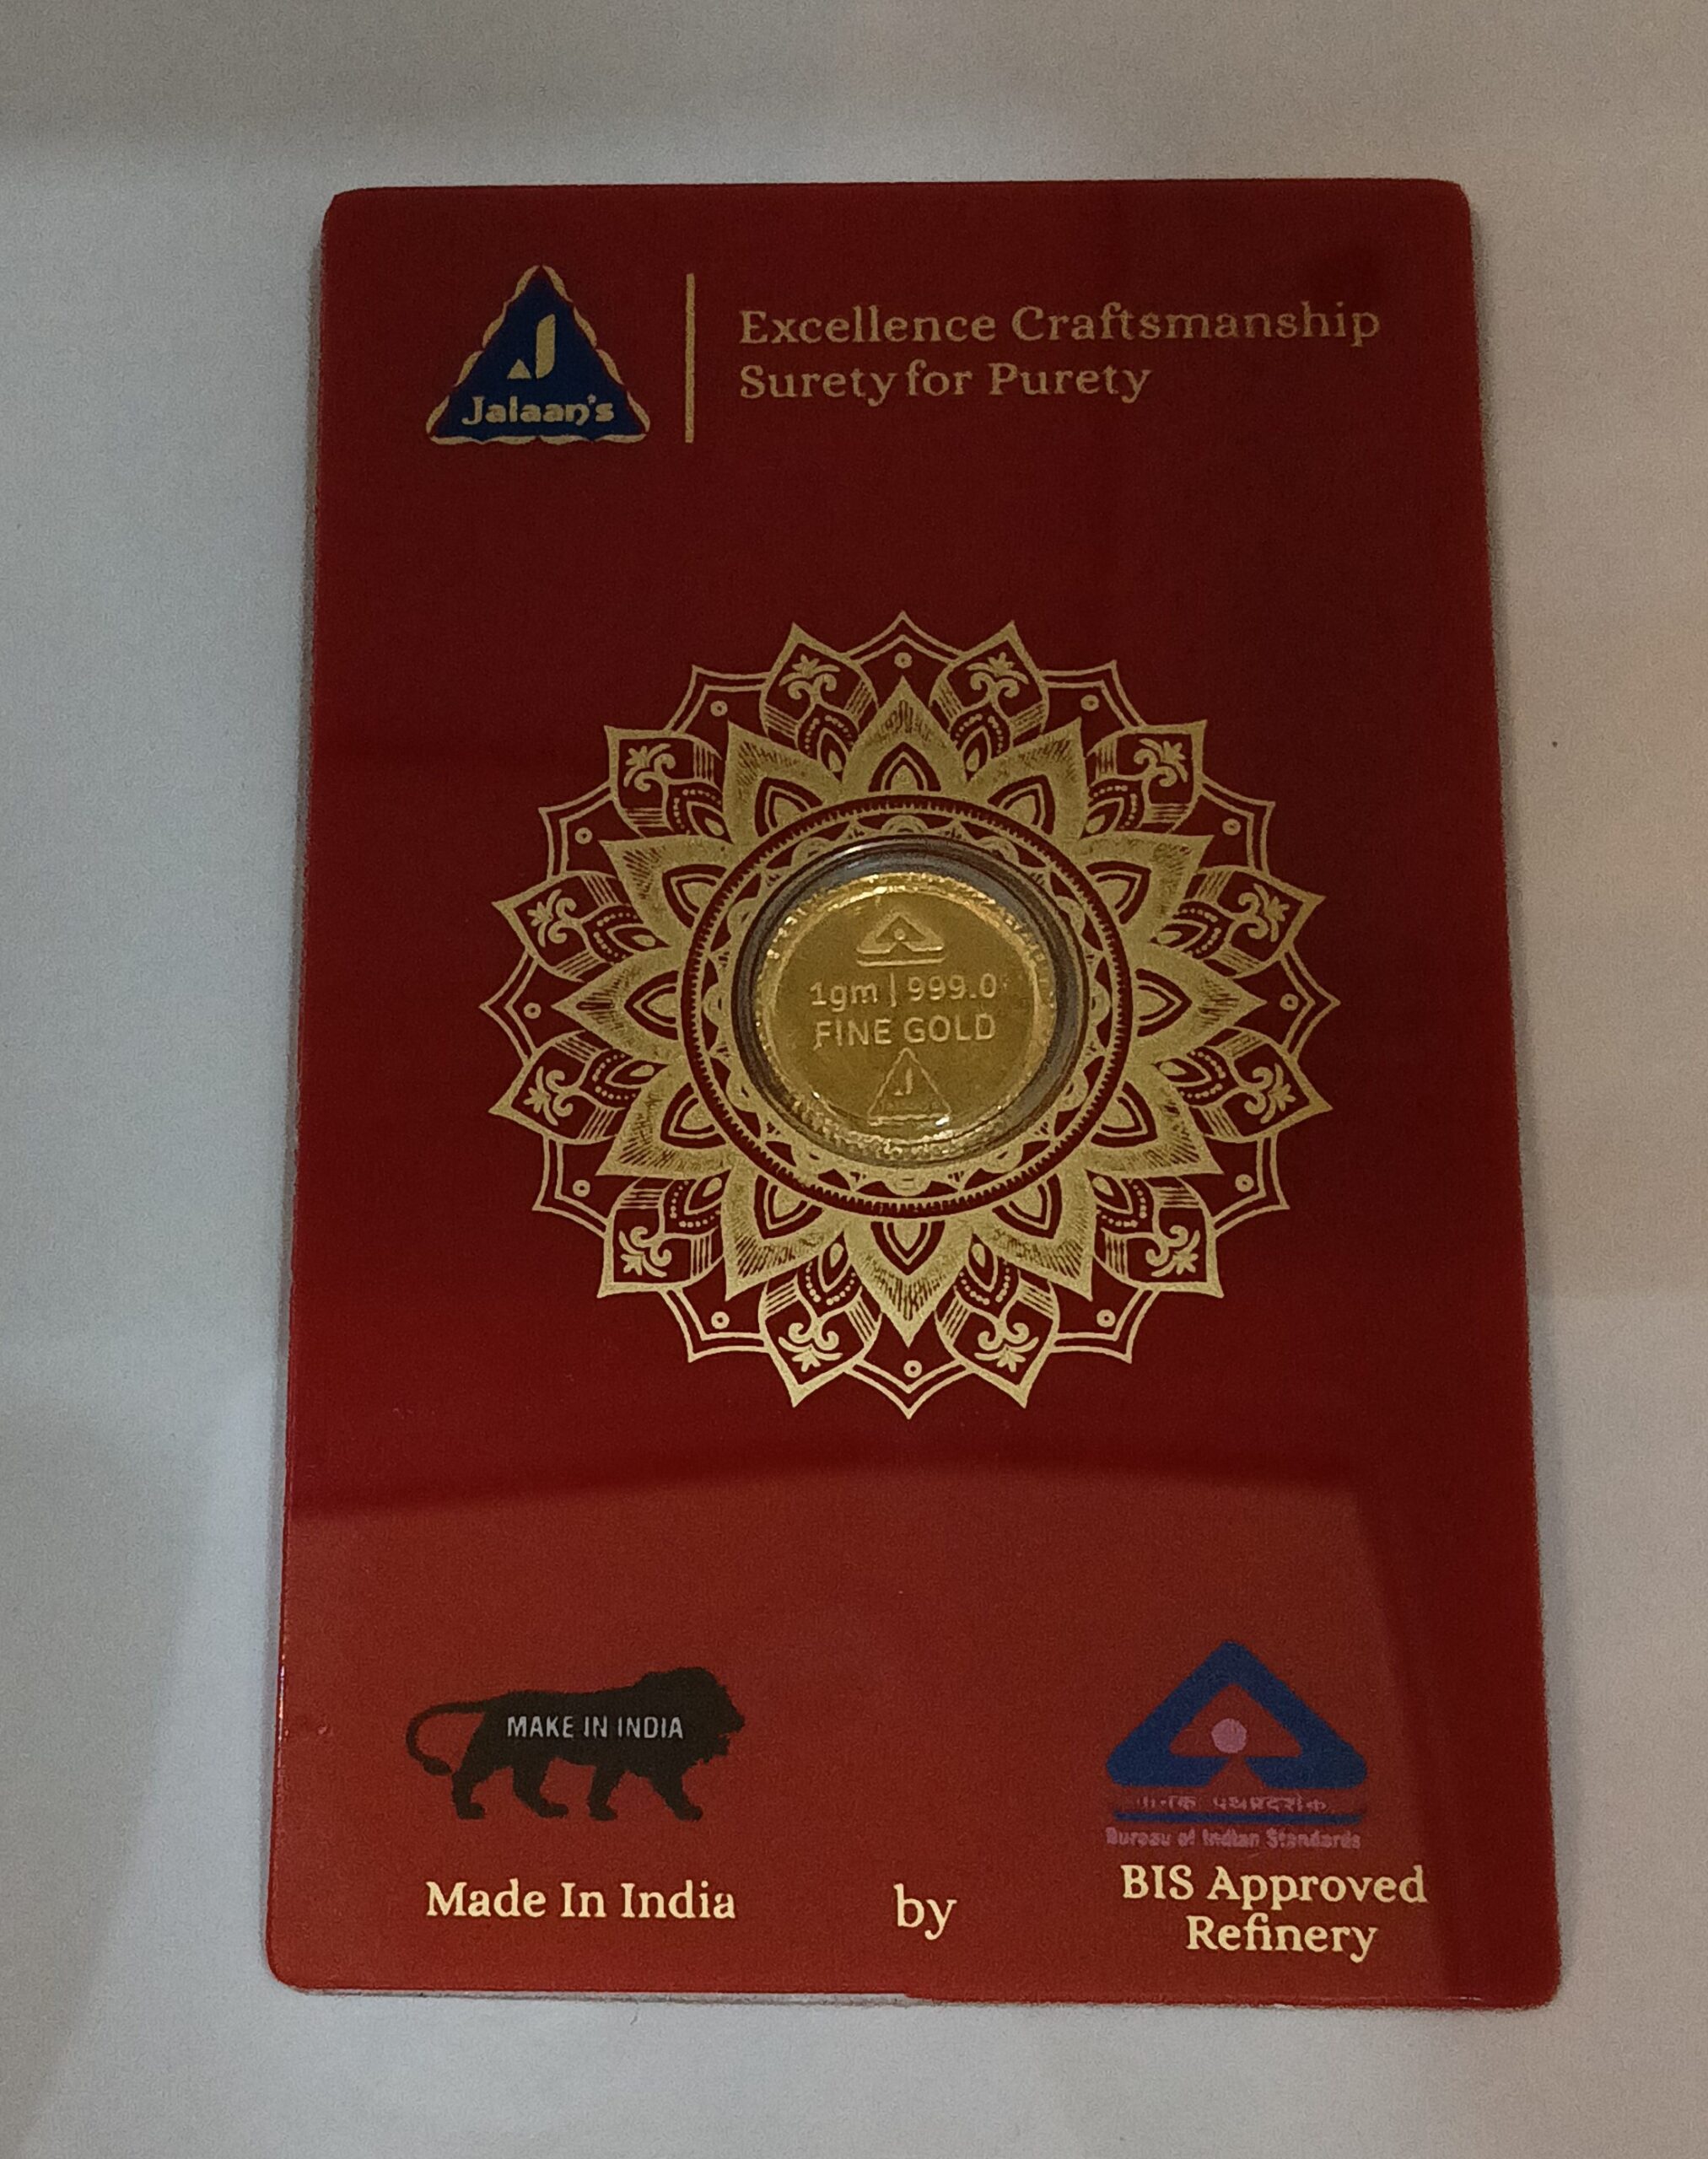 J
Jalaan's
Excellence Craftsmanship
Surety for Purety
1gm | 999.0
FINE GOLD
J
MAKE IN INDIA
Made In India
by
Bureau of Indian Standards
BIS Approved
Refinery